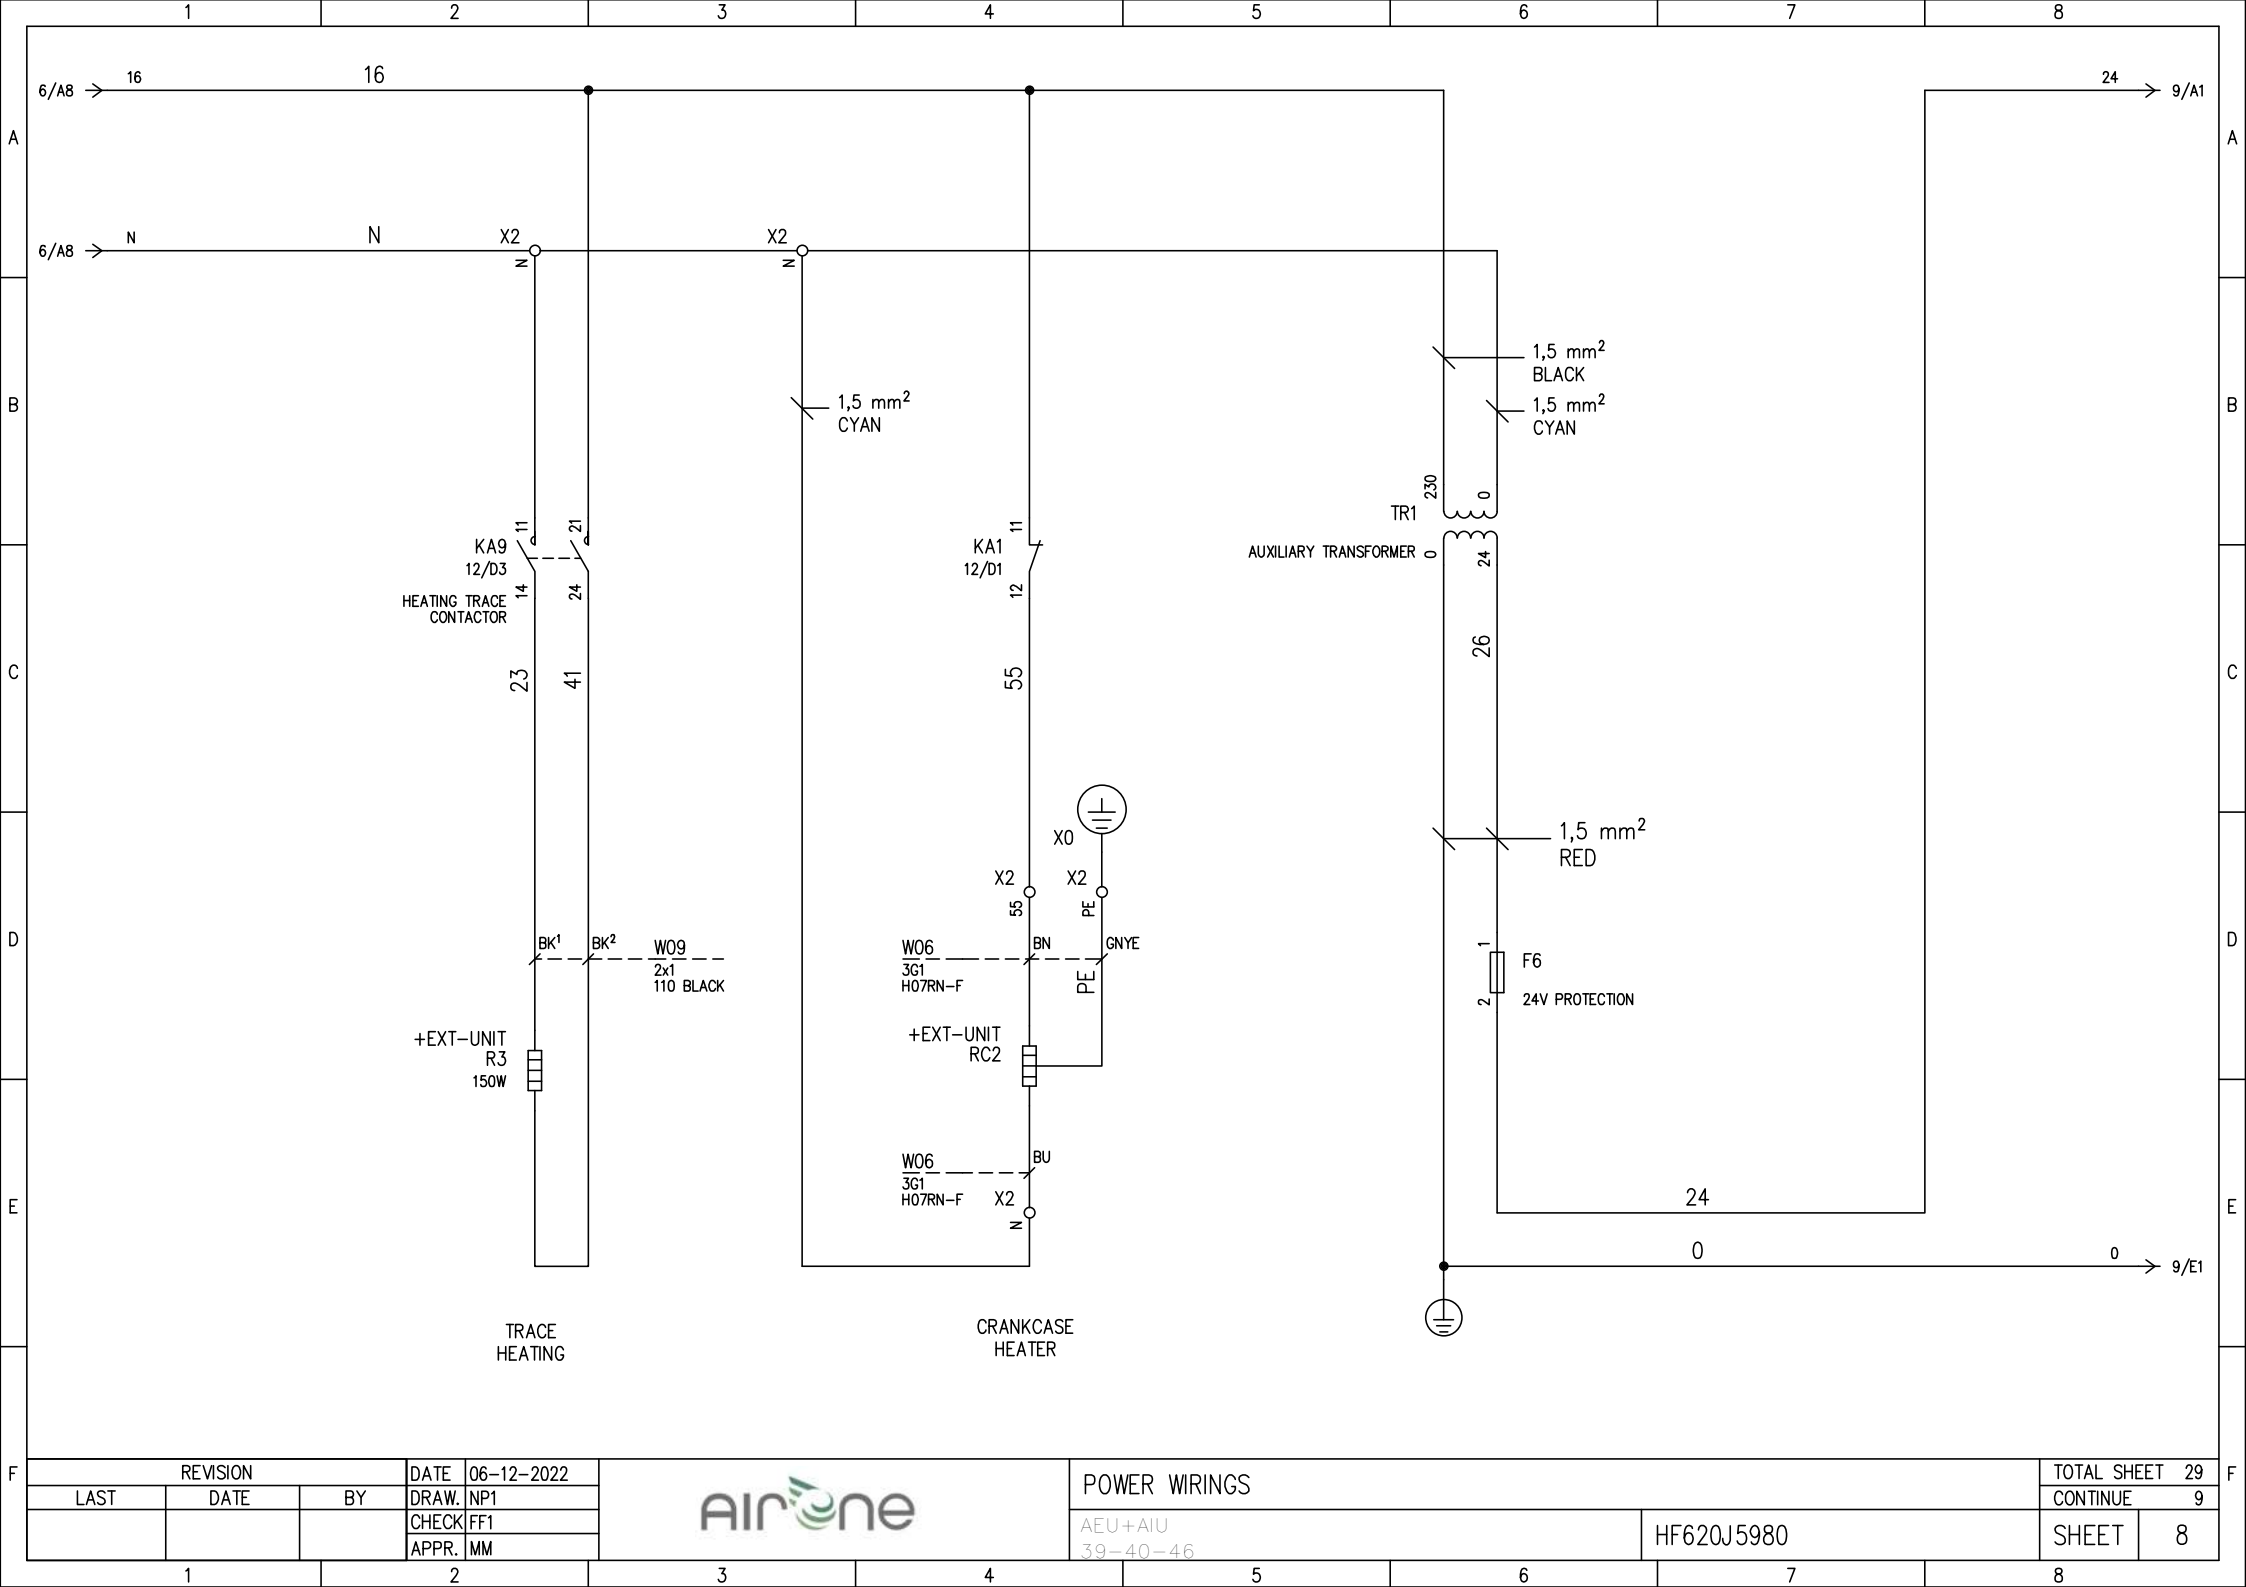 1 2 3 4 5 6 7 8
6/A8 16 16 24 9/A1
A A
6/A8 N N X2 X2
N N
1,5 mm²
BLACK
B 1,5 mm² 1,5 mm² B
CYAN CYAN
230 0
TR1
11 21 11
KA9 KA1
AUXILIARY TRANSFORMER 0 24
12/D3 12/D1
14 24 12
HEATING TRACE
CONTACTOR
26
C 23 41 55 C
X0 1,5 mm²
RED
X2 X2
55 PE
D BK¹ BK² W09 W06 BN GNYE 1 D
F6
2x1 3G1
110 BLACK H07RN-F PE
2 24V PROTECTION
+EXT-UNIT +EXT-UNIT
R3 RC2
150W
W06 BU
3G1
H07RN-F X2
E N 24 E
0 0 9/E1
TRACE CRANKCASE
HEATING HEATER
F REVISION DATE 06-12-2022 POWER WIRINGS TOTAL SHEET 29 F
LAST DATE BY DRAW. NP1 CONTINUE 9
CHECK FF1 AIRONE AEU+AIU HF620J5980 SHEET 8
APPR. MM 39-40-46
1 2 3 4 5 6 7 8